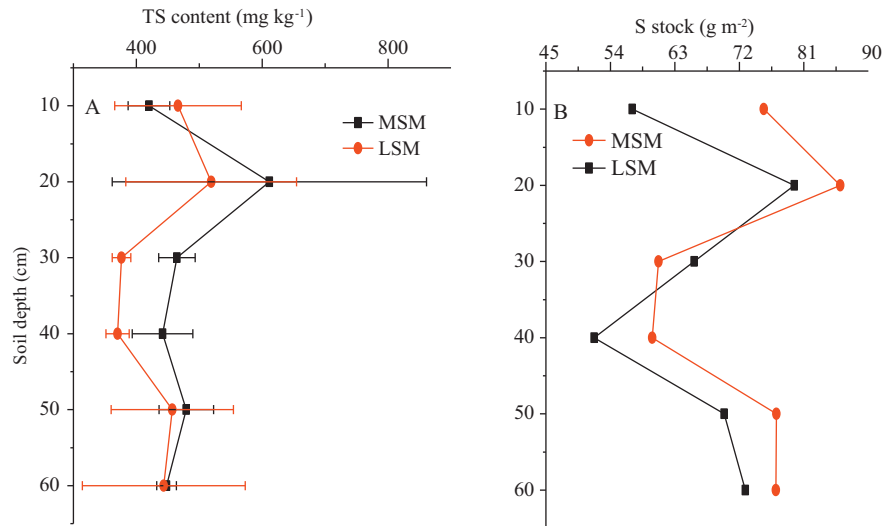 TS content (mg kg⁻¹)
400 600 800
10
20
30
40
50
60
Soil depth (cm)
A
MSM
LSM
S stock (g m⁻²)
45 54 63 72 81 90
10
20
30
40
50
60
B
MSM
LSM